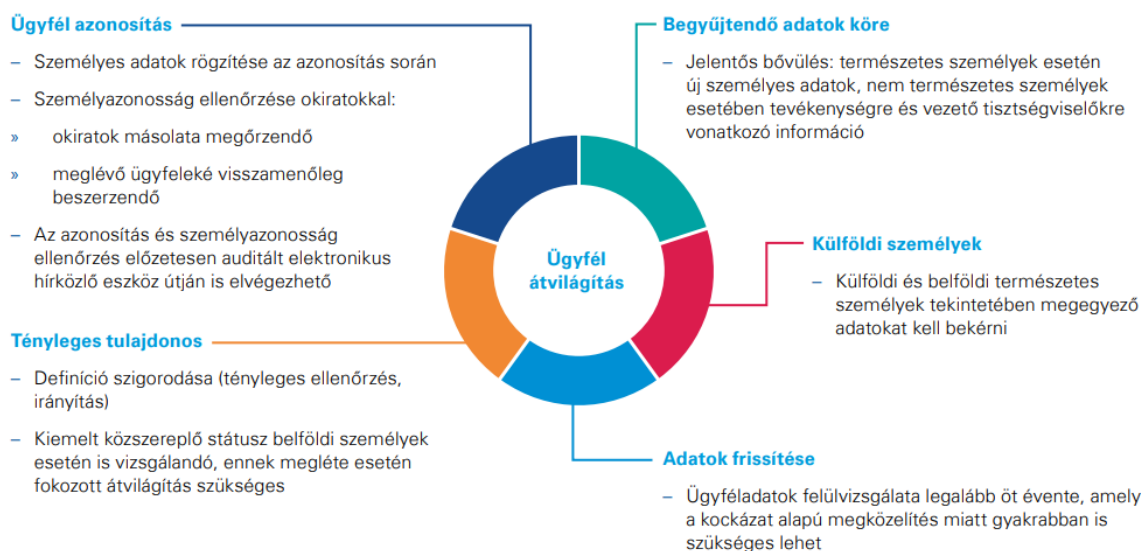 Ügyfél azonosítás
– Személyes adatok rögzítése az azonosítás során
– Személyazonosság ellenőrzése okiratokkal:
» okiratok másolata megőrzendő
» meglévő ügyfeleké visszamenőleg
beszerzendő
– Az azonosítás és személyazonosság
ellenőrzés előzetesen auditált elektronikus
hírközlő eszköz útján is elvégezhető
Tényleges tulajdonos
– Definíció szigorodása (tényleges ellenőrzés,
irányítás)
– Kiemelt közszereplő státusz belföldi személyek
esetén is vizsgálandó, ennek megléte esetén
fokozott átvilágítás szükséges
Ügyfél
átvilágítás
Begyűjtendő adatok köre
– Jelentős bővülés: természetes személyek esetén
új személyes adatok, nem természetes személyek
esetében tevékenységre és vezető tisztségviselőkre
vonatkozó információ
Külföldi személyek
– Külföldi és belföldi természetes
személyek tekintetében megegyező
adatokat kell bekérni
Adatok frissítése
– Ügyféladatok felülvizsgálata legalább öt évente, amely
a kockázat alapú megközelítés miatt gyakrabban is
szükséges lehet